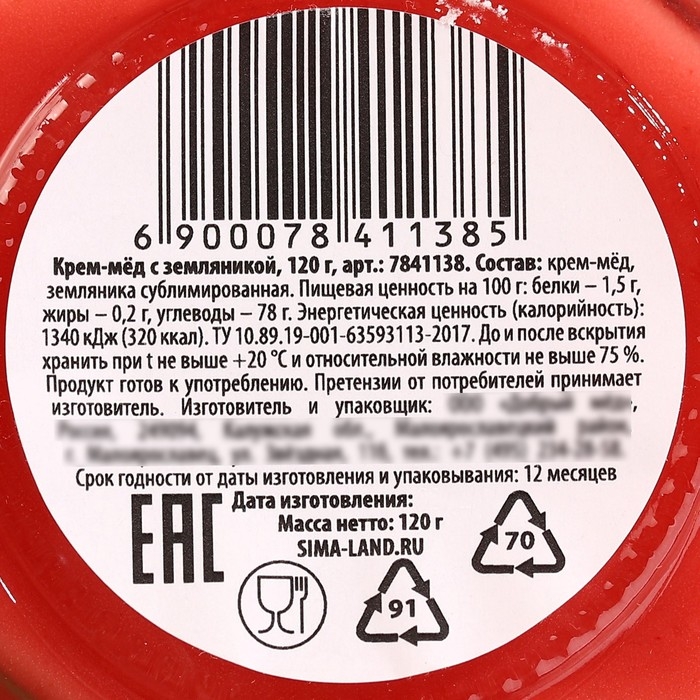 6 900078 411385
Крем-мёд с земляникой, 120 г, арт.: 7841138. Состав: крем-мёд,
земляника сублимированная. Пищевая ценность на 100 г: белки – 1,5 г,
жиры – 0,2 г, углеводы – 78 г. Энергетическая ценность (калорийность):
1340 кДж (320 ккал). ТУ 10.89.19-001-63593113-2017. До и после вскрытия
хранить при t не выше +20 °С и относительной влажности не выше 75 %.
Продукт готов к употреблению. Претензии от потребителей принимает
изготовитель. Изготовитель и упаковщик:
Срок годности от даты изготовления и упаковывания: 12 месяцев
ЕАС Дата изготовления:
Масса нетто: 120 г
SIMA-LAND.RU
70
91